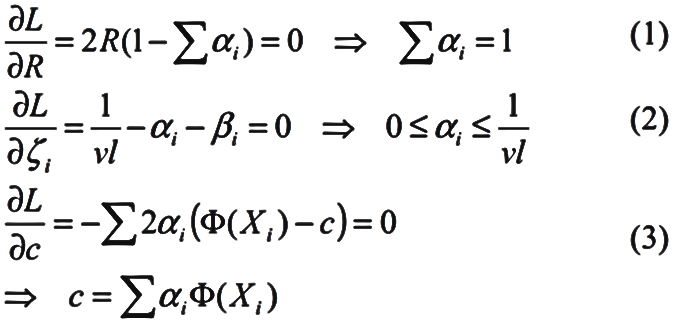 ∂L/∂R = 2R(1 − ∑ α_i) = 0 ⇒ ∑ α_i = 1 (1)
∂L/∂ζ_i = 1/vl − α_i − β_i = 0 ⇒ 0 ≤ α_i ≤ 1/vl (2)
∂L/∂c = −∑ 2α_i(Φ(X_i) − c) = 0 (3)
⇒ c = ∑ α_iΦ(X_i)